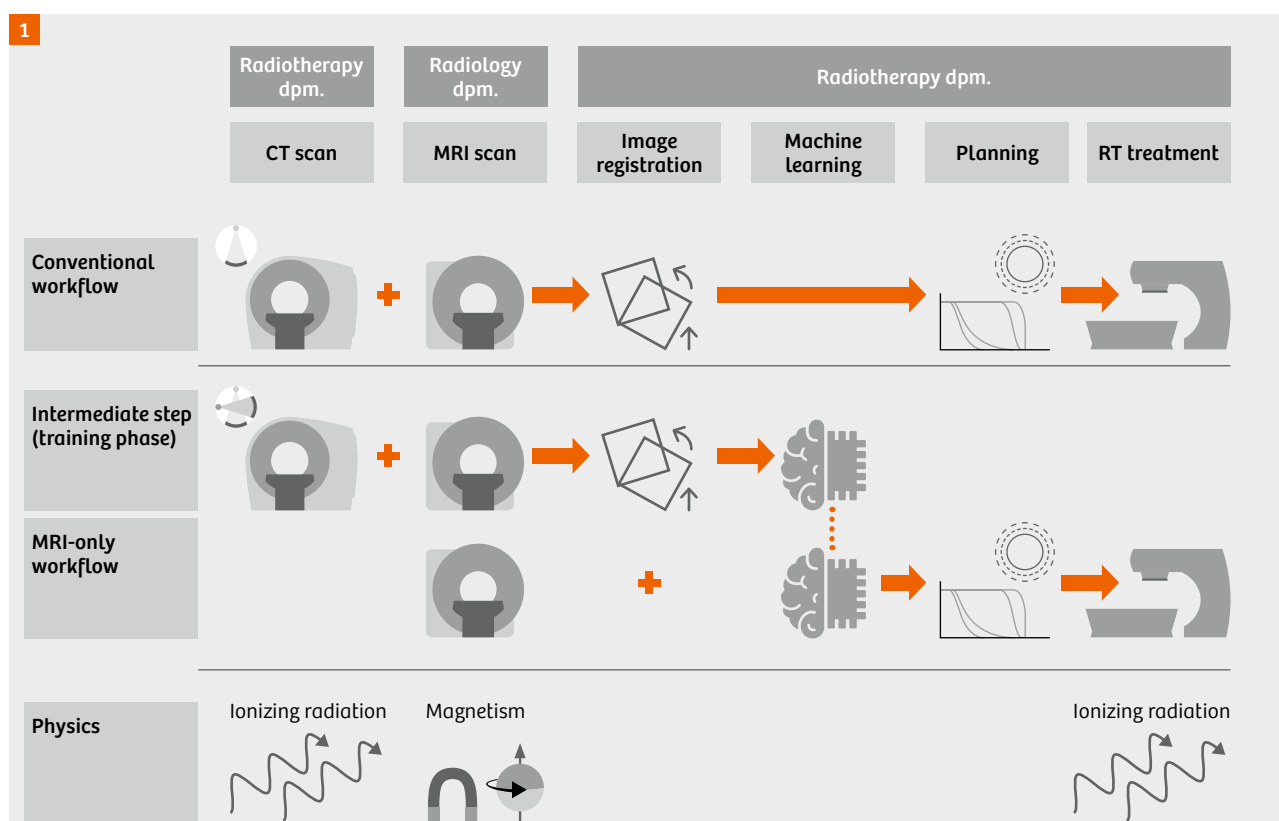 1
Radiotherapy
dpm.
Radiology
dpm.
Radiotherapy dpm.
CT scan
MRI scan
Image
registration
Machine
learning
Planning
RT treatment
Conventional
workflow
Intermediate step
(training phase)
MRI-only
workflow
Physics
Ionizing radiation
Magnetism
Ionizing radiation